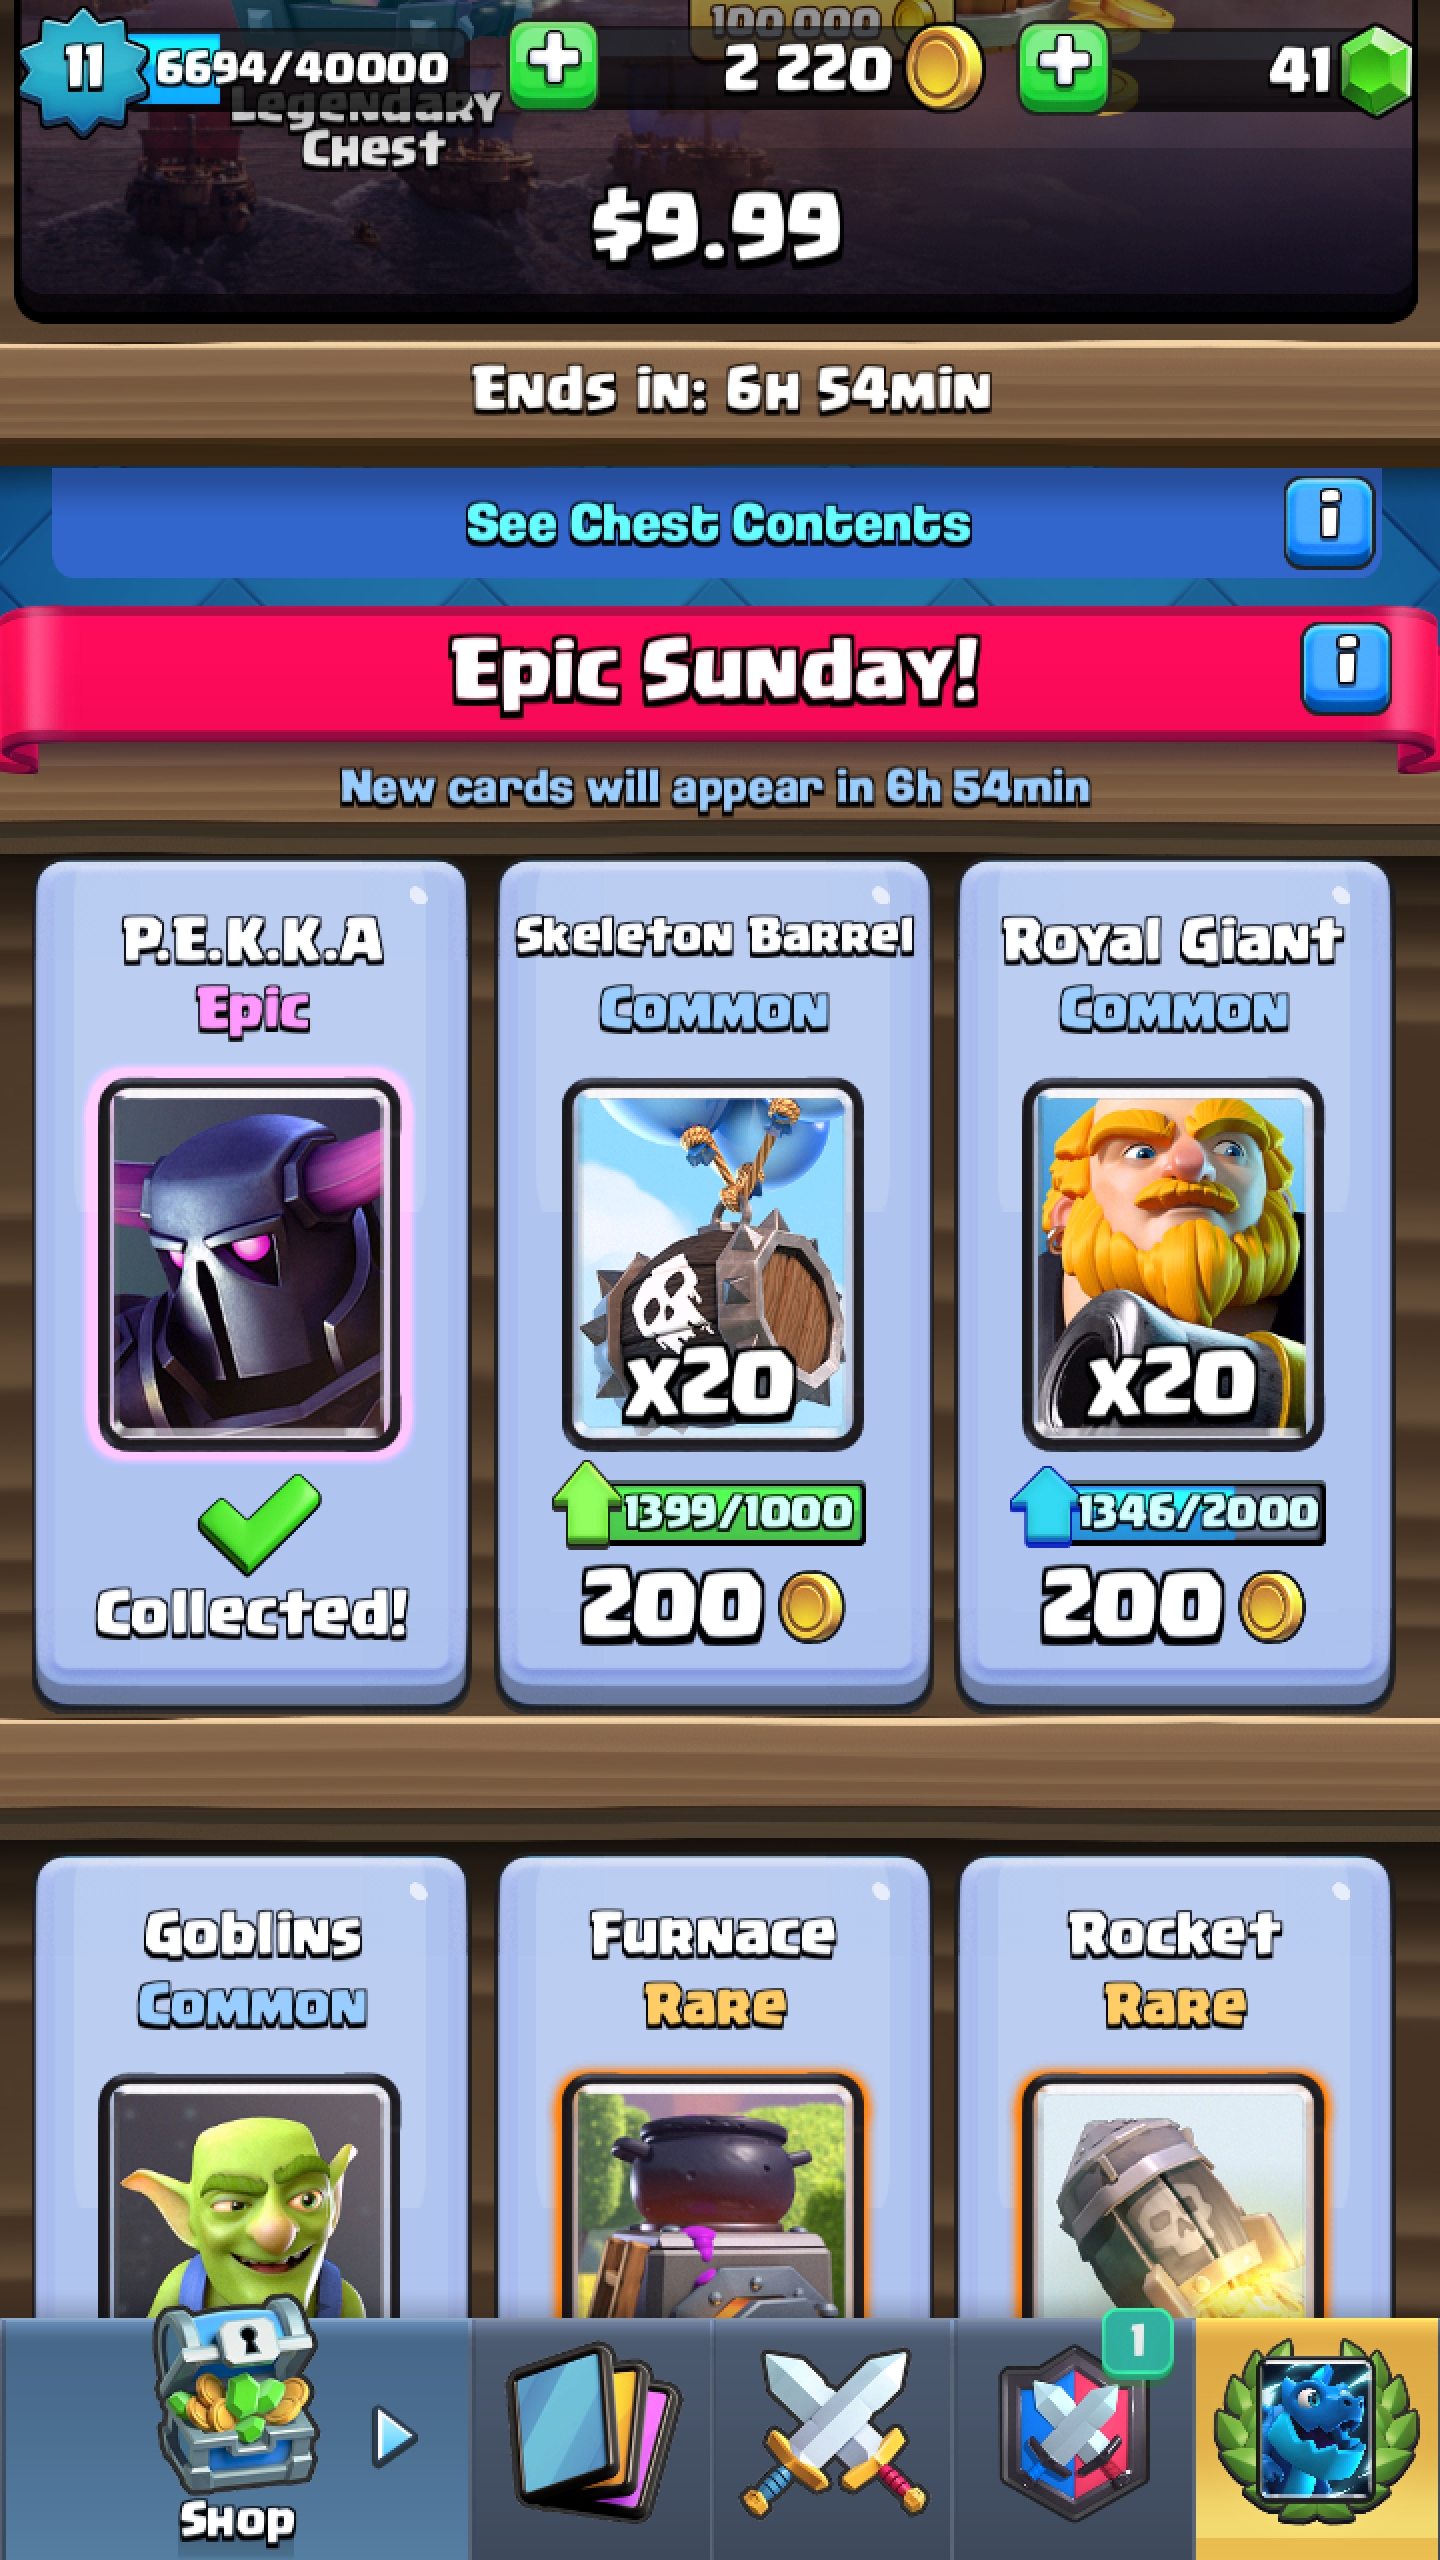 100 000
11 6694/40000 2 220 41
Legendary
Chest
$9.99
Ends in: 6h 54min
See Chest Contents i
Epic Sunday! i
New cards will appear in 6h 54min
P.E.K.K.A Skeleton Barrel Royal Giant
Epic Common Common
x20 x20
1399/1000 1346/2000
Collected! 200 200
Goblins Furnace Rocket
Common Rare Rare
1
Shop